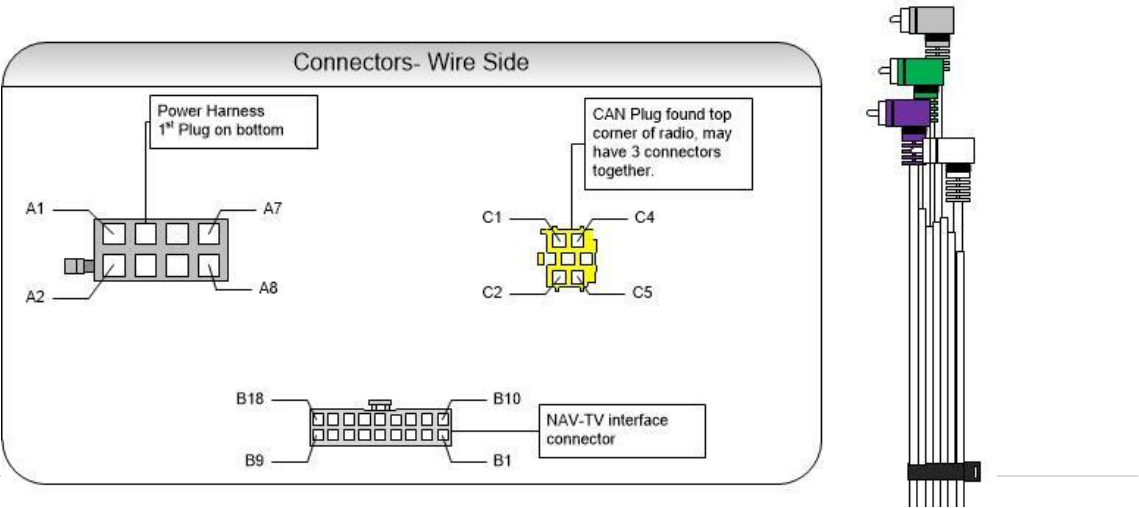 Connectors- Wire Side
Power Harness
1st Plug on bottom
CAN Plug found top
corner of radio, may
have 3 connectors
together.
A1
A7
A2
A8
C1
C4
C2
C5
B18
B10
NAV-TV interface
connector
B9
B1